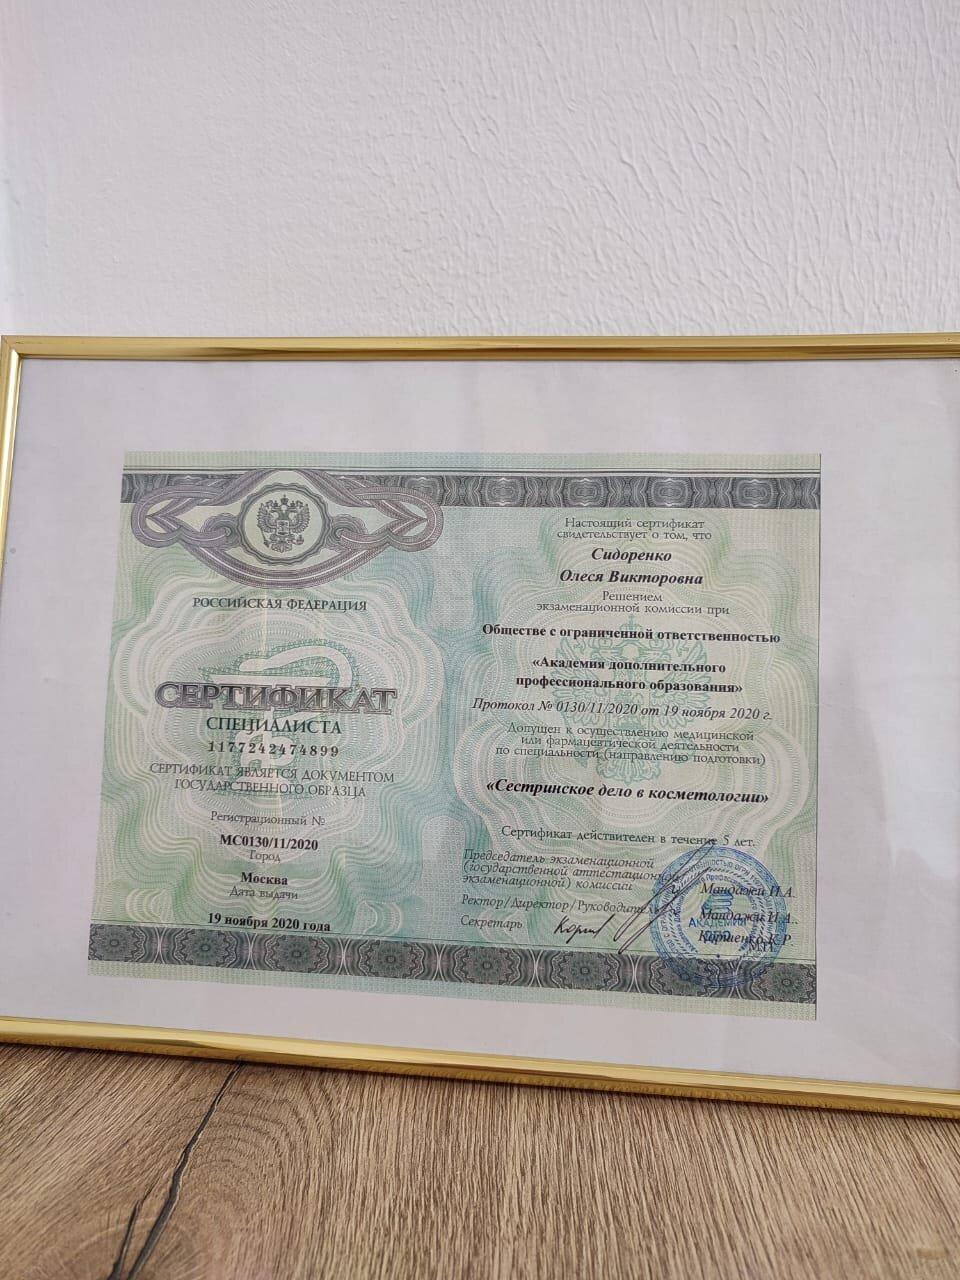 РОССИЙСКАЯ ФЕДЕРАЦИЯ
СЕРТИФИКАТ
СПЕЦИАЛИСТА
1177242474899
СЕРТИФИКАТ ЯВЛЯЕТСЯ ДОКУМЕНТОМ
ГОСУДАРСТВЕННОГО ОБРАЗЦА
Регистрационный №
МС0130/11/2020
Город
Москва
Дата выдачи
19 ноября 2020 года
Настоящий сертификат
свидетельствует о том, что
Сидоренко
Олеся Викторовна
Решением
экзаменационной комиссии при
Обществе с ограниченной ответственностью
«Академия дополнительного
профессионального образования»
Протокол № 0130/11/2020 от 19 ноября 2020 г.
Допущен к осуществлению медицинской
или фармацевтической деятельности
по специальности (направлению подготовки)
«Сестринское дело в косметологии»
Сертификат действителен в течение 5 лет.
Председатель экзаменационной
(государственной аттестационной
экзаменационной) комиссии
Мандажи И.А.
Ректор/Директор/Руководитель
Мандажи И.А.
Секретарь
Корниенко К.Р.
М.П.
АКАДЕМИЯ